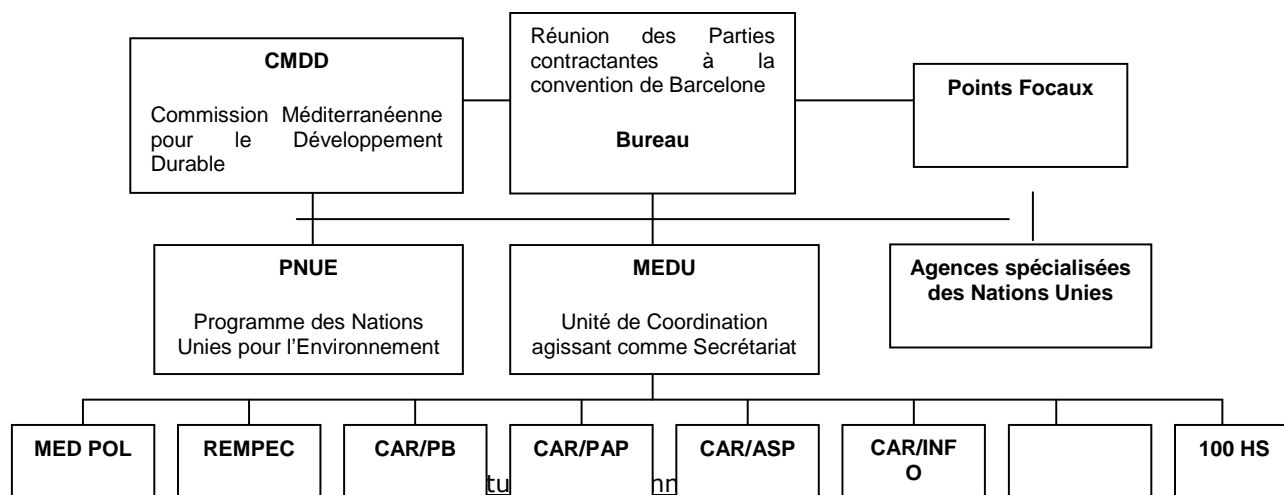 CMDD
Commission Méditerranéenne
pour le Développement
Durable
Réunion des Parties
contractantes à la
convention de Barcelone
Bureau
Points Focaux
PNUE
Programme des Nations
Unies pour l’Environnement
MEDU
Unité de Coordination
agissant comme Secrétariat
Agences spécialisées
des Nations Unies
MED POL
REMPEC
CAR/PB
CAR/PAP
CAR/ASP
CAR/INF
O
100 HS